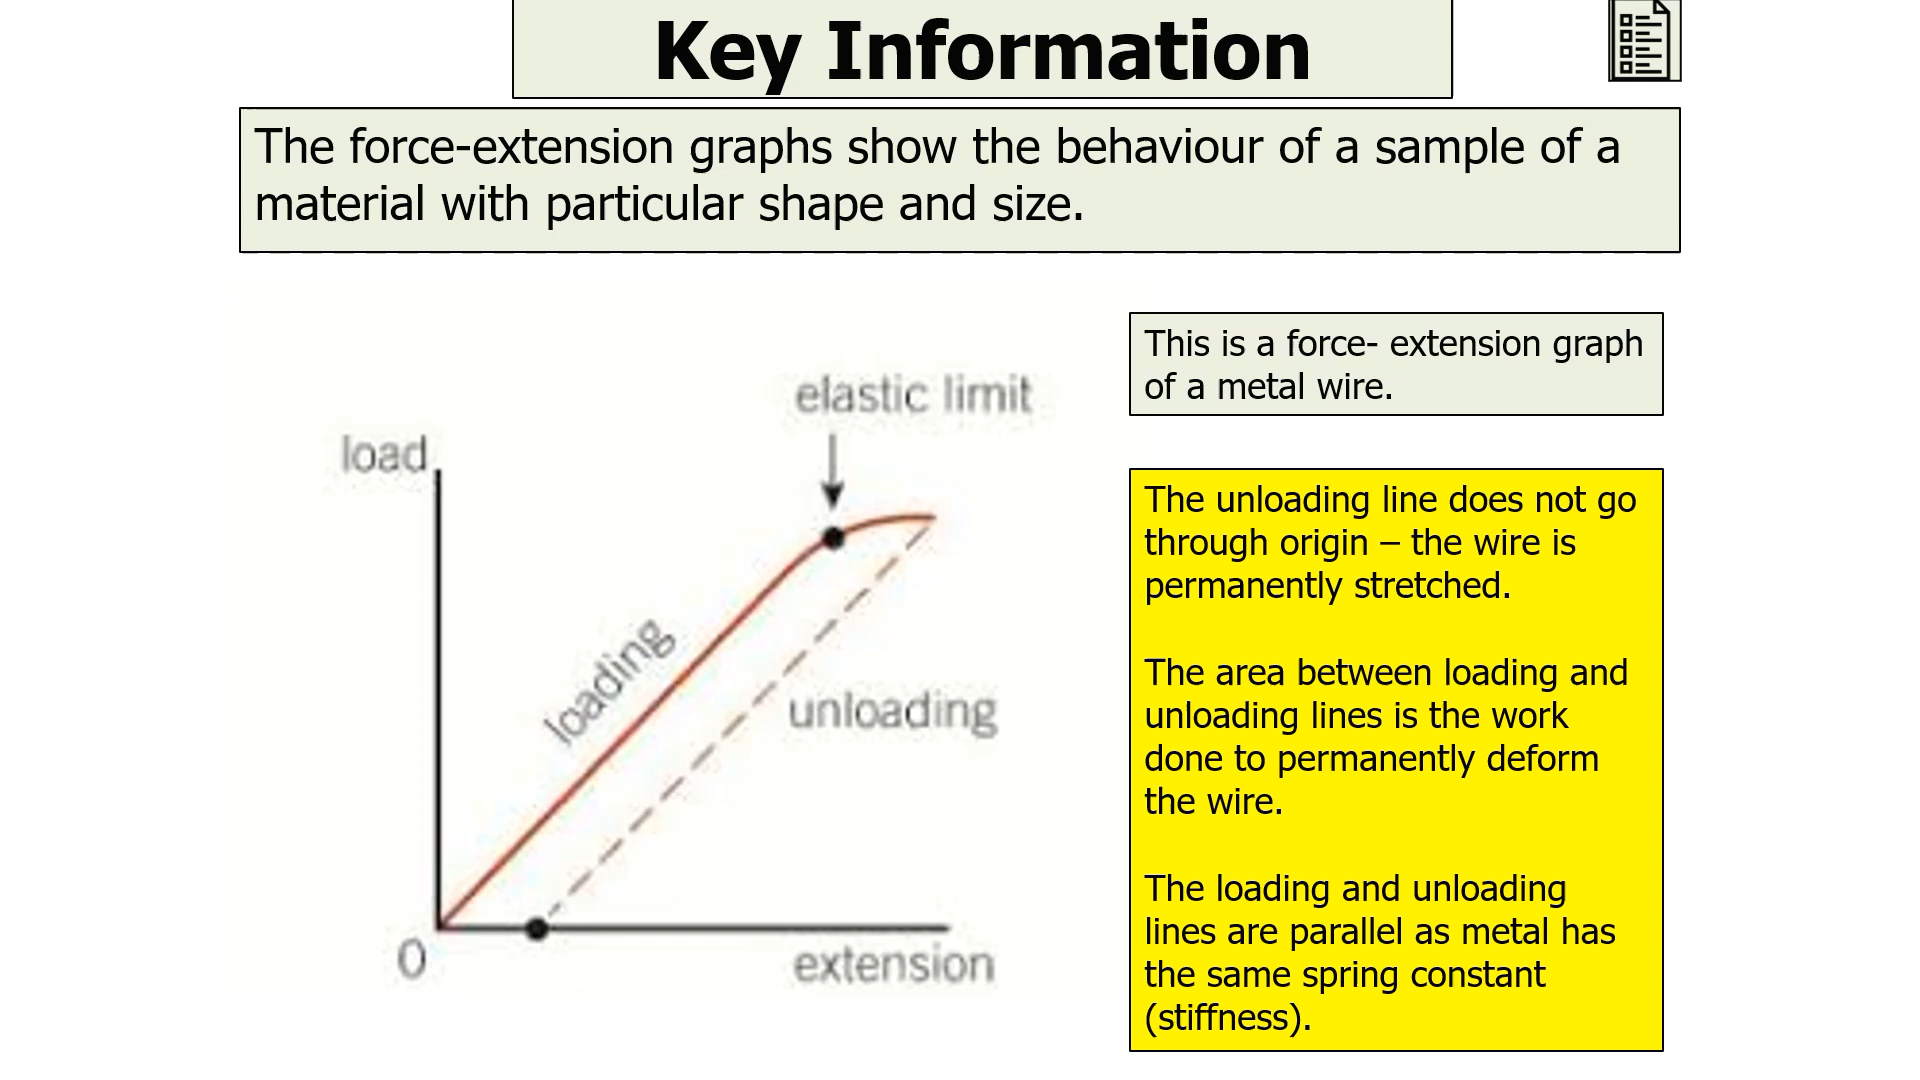 Key Information
The force-extension graphs show the behaviour of a sample of a
material with particular shape and size.
This is a force- extension graph
of a metal wire.
elastic limit
load
loading
unloading
0
extension
The unloading line does not go
through origin – the wire is
permanently stretched.
The area between loading and
unloading lines is the work
done to permanently deform
the wire.
The loading and unloading
lines are parallel as metal has
the same spring constant
(stiffness).